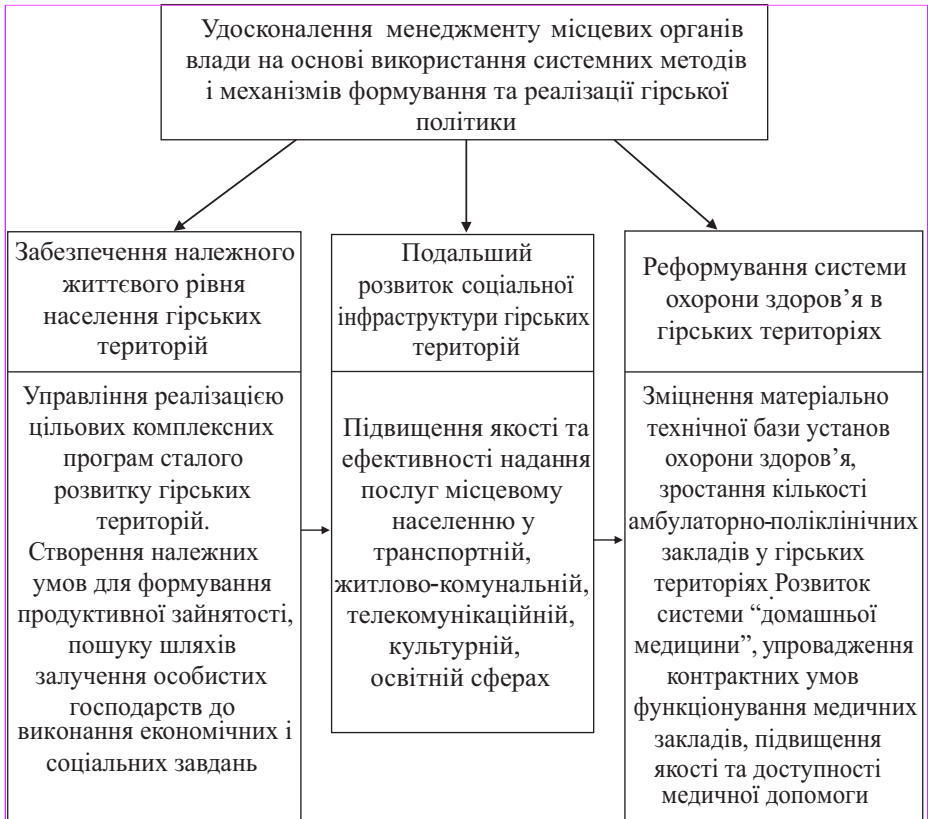 Удосконалення менеджменту місцевих органів
влади на основі використання системних методів
і механізмів формування та реалізації гірської
політики
Забезпечення належного
життєвого рівня
населення гірських
територій
Управління реалізацією
цільових комплексних
програм сталого
розвитку гірських
територій.
Створення належних
умов для формування
продуктивної зайнятості,
пошуку шляхів
залучення особистих
господарств до
виконання економічних і
соціальних завдань
Подальший
розвиток соціальної
інфраструктури гірських
територій
Підвищення якості та
ефективності надання
послуг місцевому
населенню у
транспортній,
житлово-комунальній,
телекомунікаційній,
культурній,
освітній сферах
Реформування системи
охорони здоров’я в
гірських територіях
Зміцнення матеріально
технічної бази установ
охорони здоров’я,
зростання кількості
амбулаторно-поліклінічних
закладів у гірських
територіях. Розвиток
системи “домашньої
медицини”, упровадження
контрактних умов
функціонування медичних
закладів, підвищення
якості та доступності
медичної допомоги